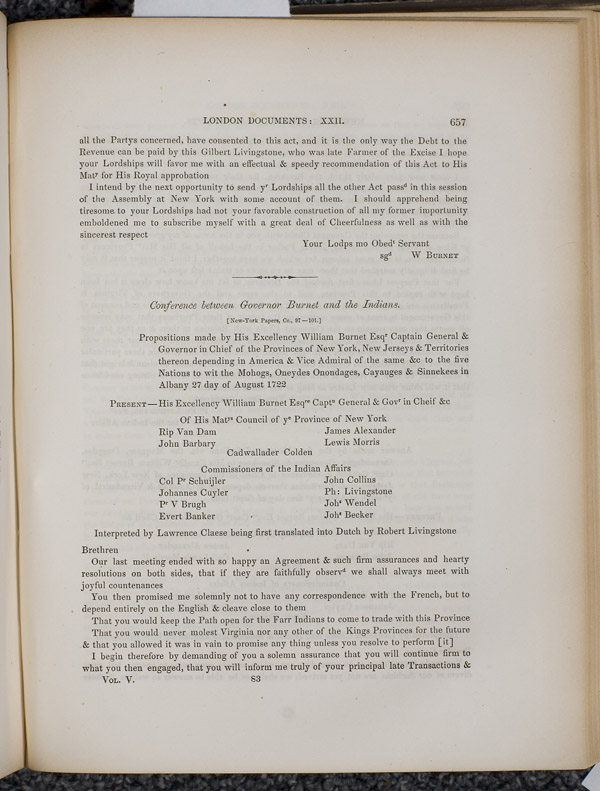 LONDON DOCUMENTS: XXII. 657
all the Partys concerned, have consented to this act, and it is the only way the Debt to the
Revenue can be paid by this Gilbert Livingstone, who was late Farmer of the Excise I hope
your Lordships will favor me with an effectual & speedy recommendation of this Act to His
Matʸ for His Royal approbation
I intend by the next opportunity to send yʳ Lordships all the other Act passᵈ in this session
of the Assembly at New York with some account of them. I should apprehend being
tiresome to your Lordships had not your favorable construction of all my former importunity
emboldened me to subscribe myself with a great deal of Cheerfulness as well as with the
sincerest respect
Your Lodps mo Obedᵗ Servant
sgᵈ W BURNET
Conference between Governor Burnet and the Indians.
[New-York Papers, Cc., 97—101.]
Propositions made by His Excellency William Burnet Esqʳ Captain General &
Governor in Chief of the Provinces of New York, New Jerseys & Territories
thereon depending in America & Vice Admiral of the same &c to the five
Nations to wit the Mohogs, Oneydes Onondages, Cayauges & Sinnekees in
Albany 27 day of August 1722
PRESENT—His Excellency William Burnet Esqʳᵉ Captⁿ General & Govʳ in Cheif &c
Of His Matʸˢ Council of yᵉ Province of New York
Rip Van Dam James Alexander
John Barbary Lewis Morris
Cadwallader Colden
Commissioners of the Indian Affairs
Col Pʳ Schuijler John Collins
Johannes Cuyler Ph: Livingstone
Pʳ V Brugh Johˢ Wendel
Evert Banker Johˢ Becker
Interpreted by Lawrence Claese being first translated into Dutch by Robert Livingstone
Brethren
Our last meeting ended with so happy an Agreement & such firm assurances and hearty
resolutions on both sides, that if they are faithfully observᵈ we shall always meet with
joyful countenances
You then promised me solemnly not to have any correspondence with the French, but to
depend entirely on the English & cleave close to them
That you would keep the Path open for the Farr Indians to come to trade with this Province
That you would never molest Virginia nor any other of the Kings Provinces for the future
& that you allowed it was in vain to promise any thing unless you resolve to perform [it]
I begin therefore by demanding of you a solemn assurance that you will continue firm to
what you then engaged, that you will inform me truly of your principal late Transactions &
VOL. V. 83